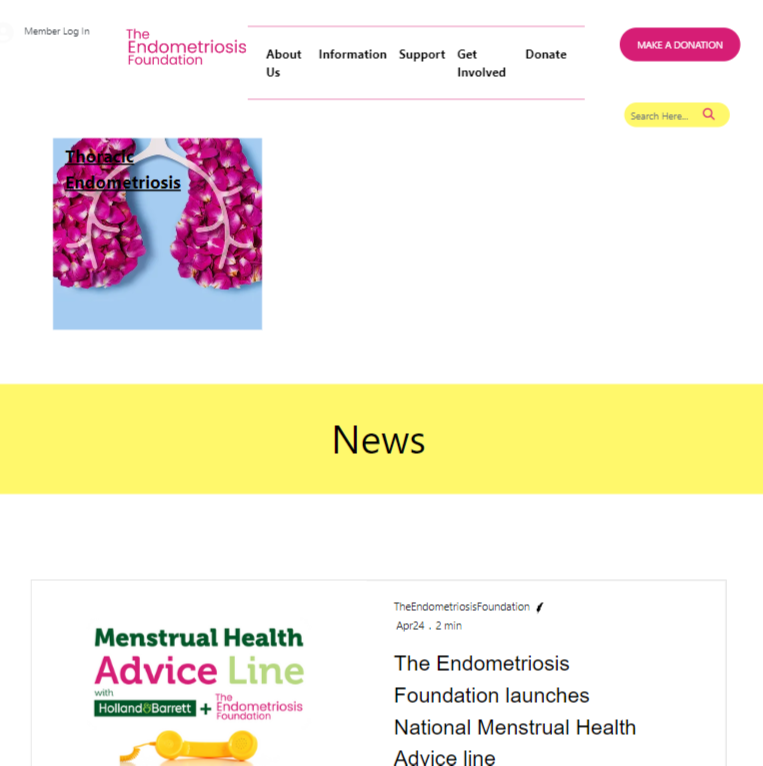 Member Log In
The
Endometriosis
Foundation
About Us
Information
Support
Get Involved
Donate
MAKE A DONATION
Search Here...
Thoracic
Endometriosis
News
TheEndometriosisFoundation
Apr24 . 2 min
Menstrual Health
Advice Line
with
Holland&Barrett + The Endometriosis Foundation
The Endometriosis
Foundation launches
National Menstrual Health
Advice line